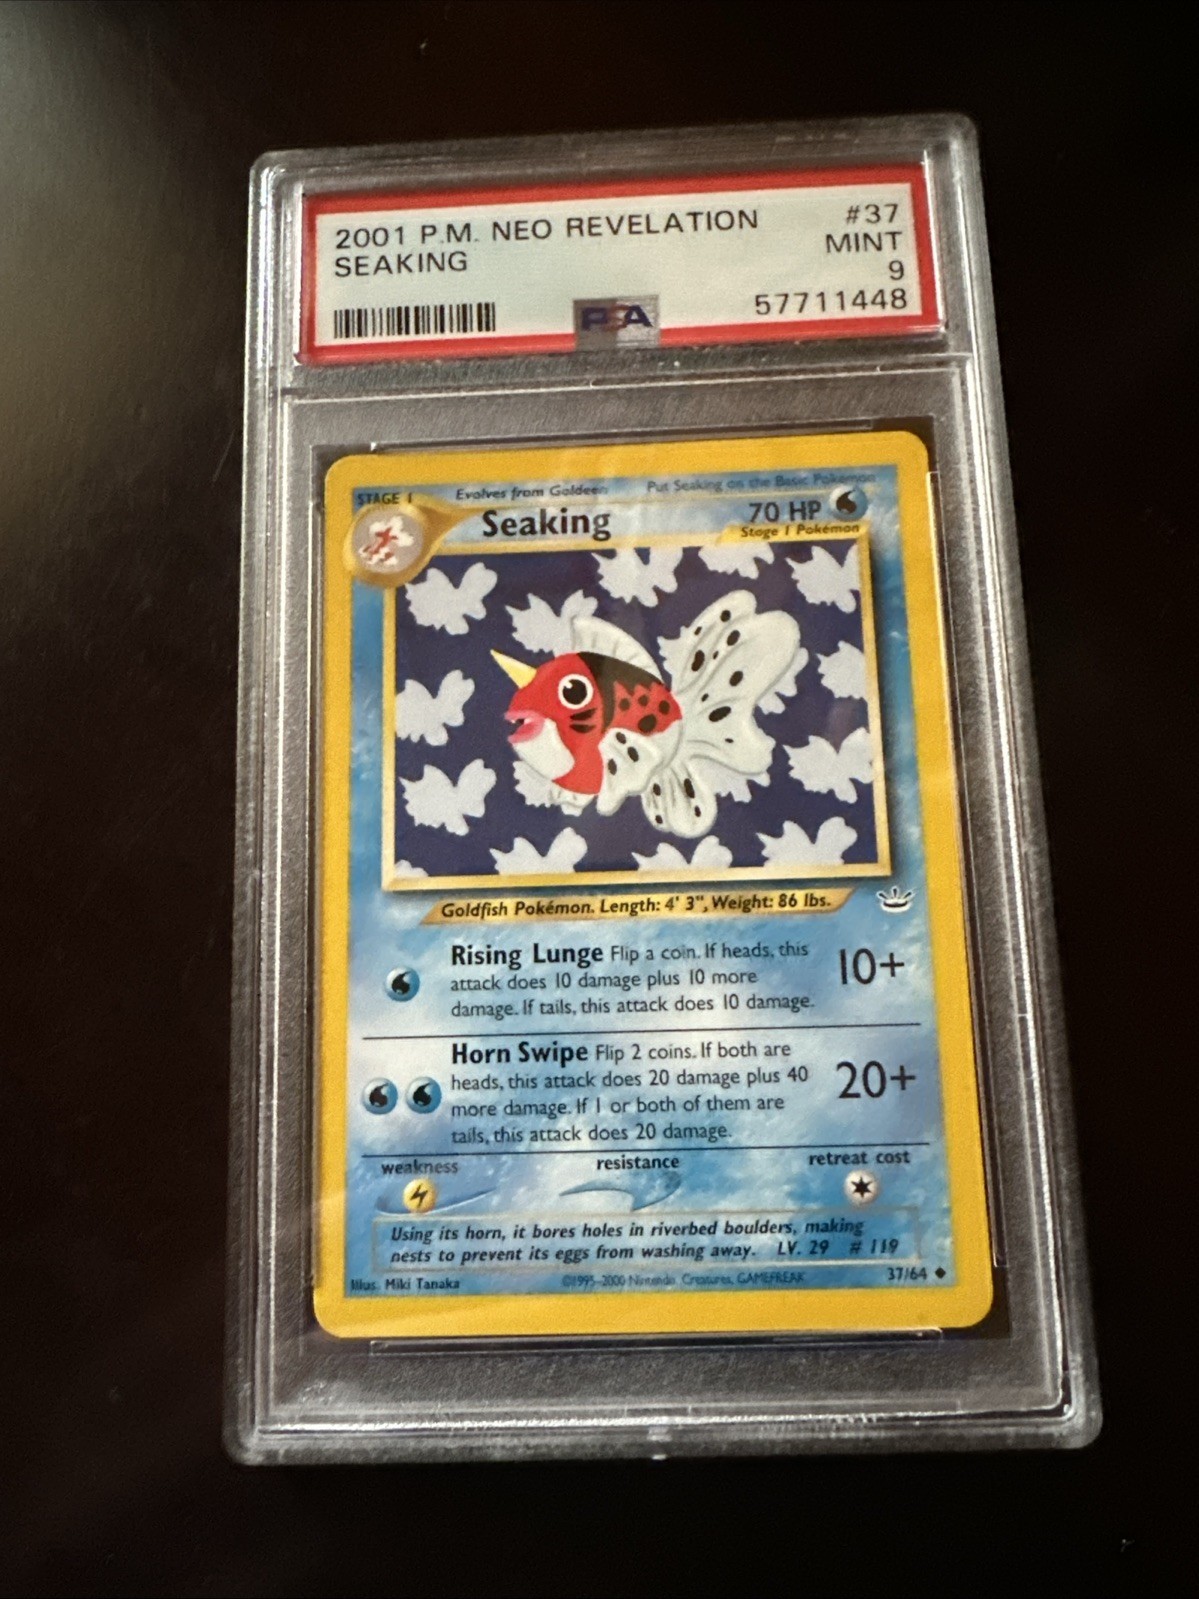 2001 P.M. NEO REVELATION #37
SEAKING MINT
9
PSA 57711448
STAGE 1 Evolves from Goldeen Put Seaking on the Basic Pokémon
Seaking 70 HP
Stage 1 Pokémon
Goldfish Pokémon. Length: 4' 3", Weight: 86 lbs.
Rising Lunge Flip a coin. If heads, this
attack does 10 damage plus 10 more
damage. If tails, this attack does 10 damage.
10+
Horn Swipe Flip 2 coins. If both are
heads, this attack does 20 damage plus 40
more damage. If 1 or both of them are
tails, this attack does 20 damage.
20+
weakness resistance retreat cost
Using its horn, it bores holes in riverbed boulders, making
nests to prevent its eggs from washing away. LV. 29 # 119
Illus. Miki Tanaka ©1995-2000 Nintendo, Creatures, GAMEFREAK 37/64